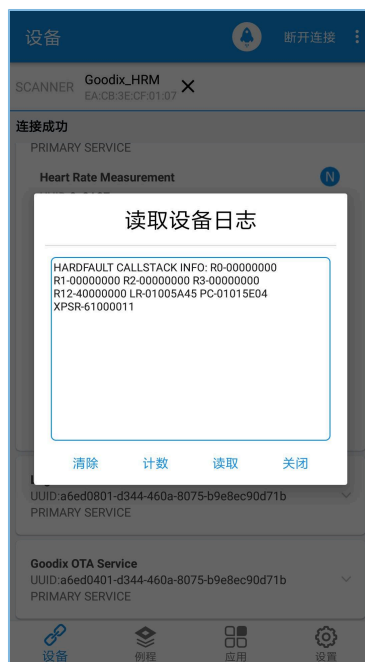 设备
断开连接
SCANNER
Goodix_HRM
EA:CB:3E:CF:01:07
连接成功
PRIMARY SERVICE
Heart Rate Measurement
N
读取设备日志
HARDFAULT CALLSTACK INFO: R0-00000000
R1-00000000 R2-00000000 R3-00000000
R12-40000000 LR-01005A45 PC-01015E04
XPSR-61000011
清除 计数 读取 关闭
UUID:a6ed0801-d344-460a-8075-b9e8ec90d71b
PRIMARY SERVICE
Goodix OTA Service
UUID:a6ed0401-d344-460a-8075-b9e8ec90d71b
PRIMARY SERVICE
设备 例程 应用 设置